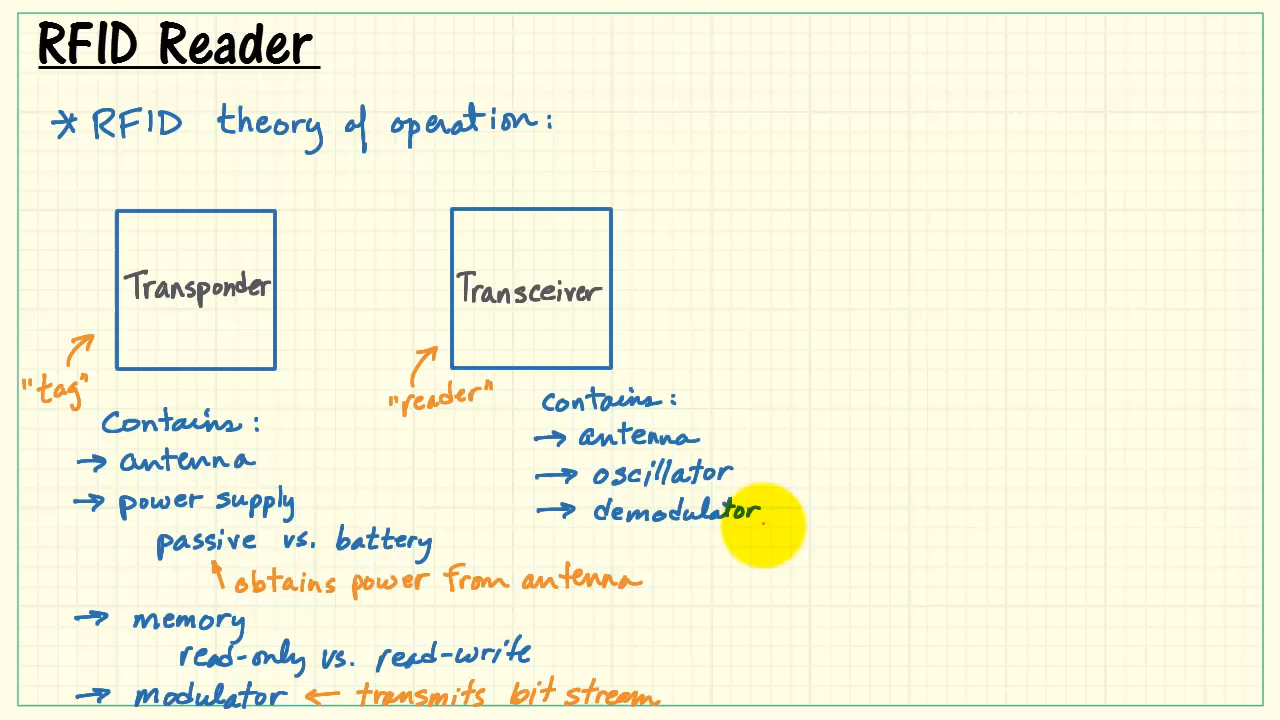 RFID Reader
* RFID theory of operation:
Transponder
"tag"
Contains:
→ antenna
→ power supply
passive vs. battery
obtains power from antenna
→ memory
read-only vs. read-write
→ modulator ← transmits bit stream
Transceiver
"reader"
Contains:
→ antenna
→ oscillator
→ demodulator